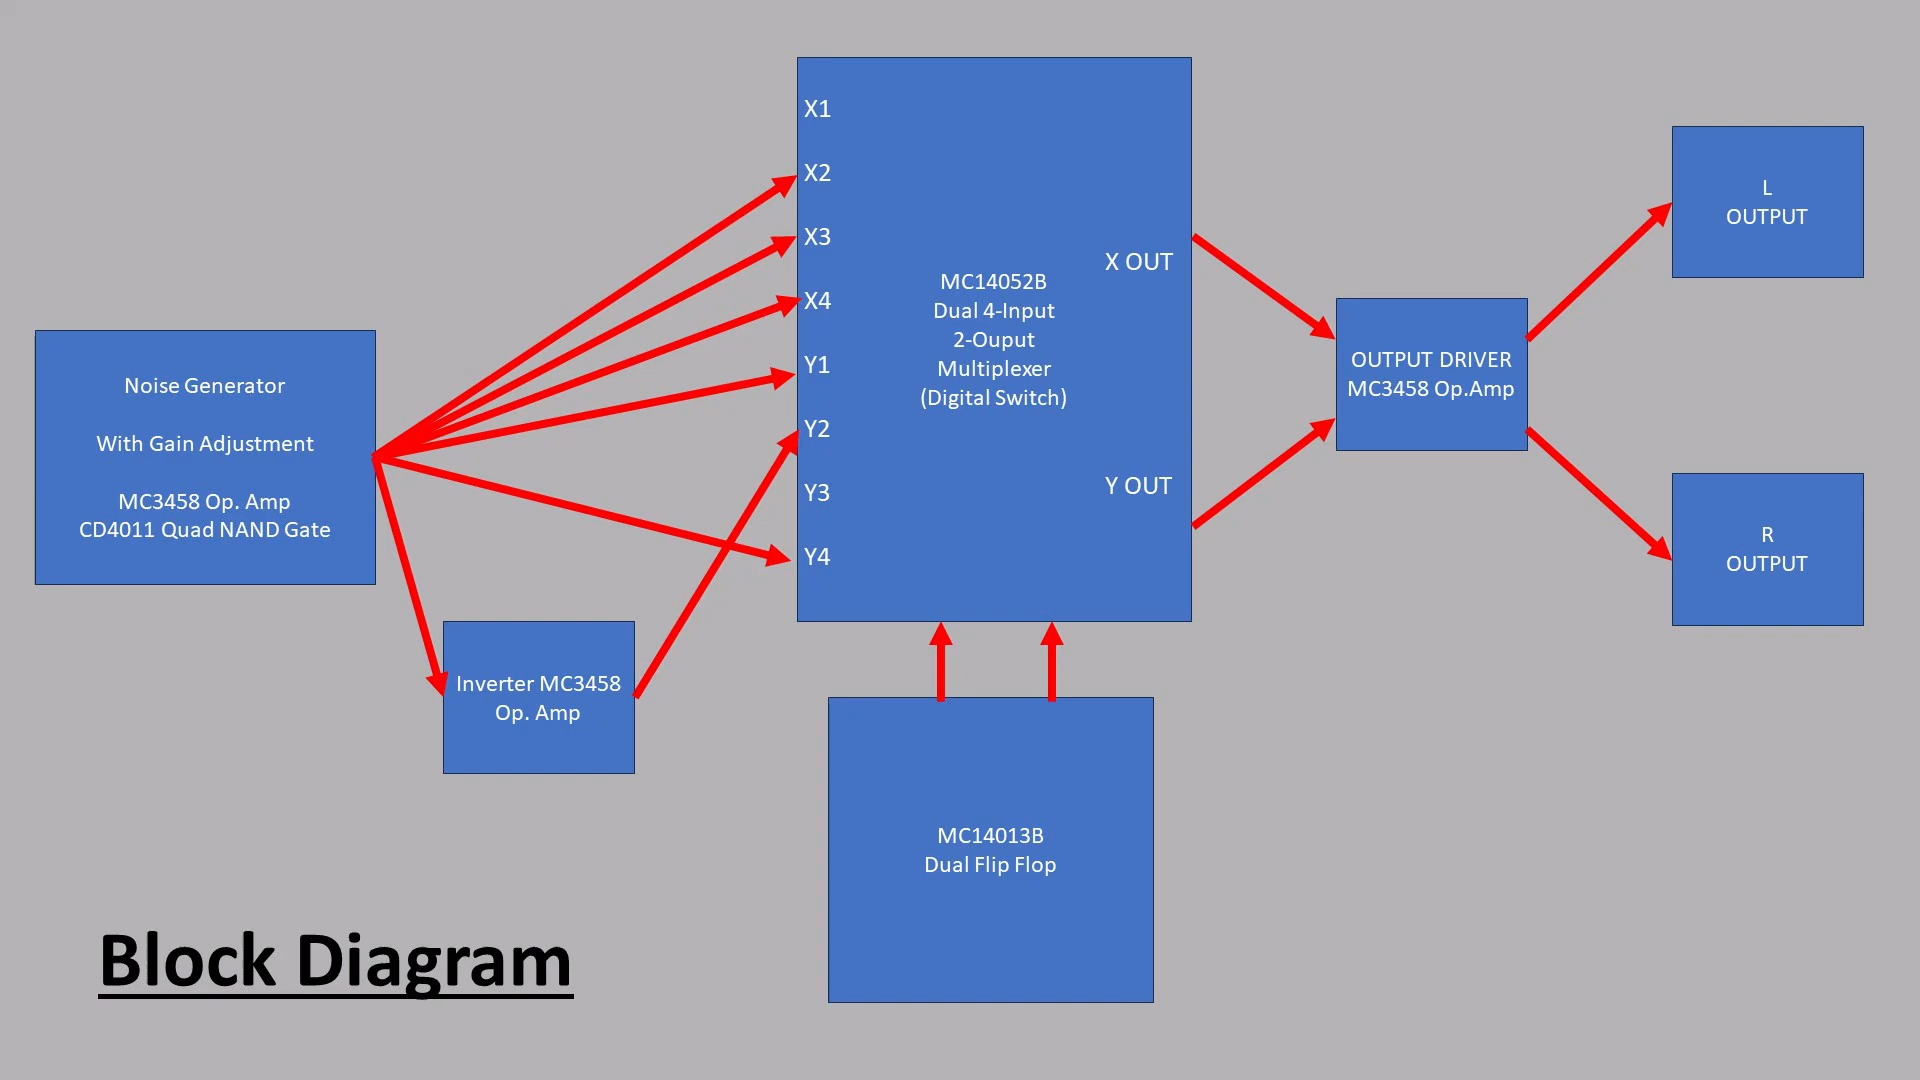 X1
X2
X3
X4
Y1
Y2
Y3
Y4
X OUT
Y OUT
MC14052B
Dual 4-Input
2-Ouput
Multiplexer
(Digital Switch)
Noise Generator
With Gain Adjustment
MC3458 Op. Amp
CD4011 Quad NAND Gate
Inverter MC3458
Op. Amp
OUTPUT DRIVER
MC3458 Op.Amp
L
OUTPUT
R
OUTPUT
MC14013B
Dual Flip Flop
Block Diagram